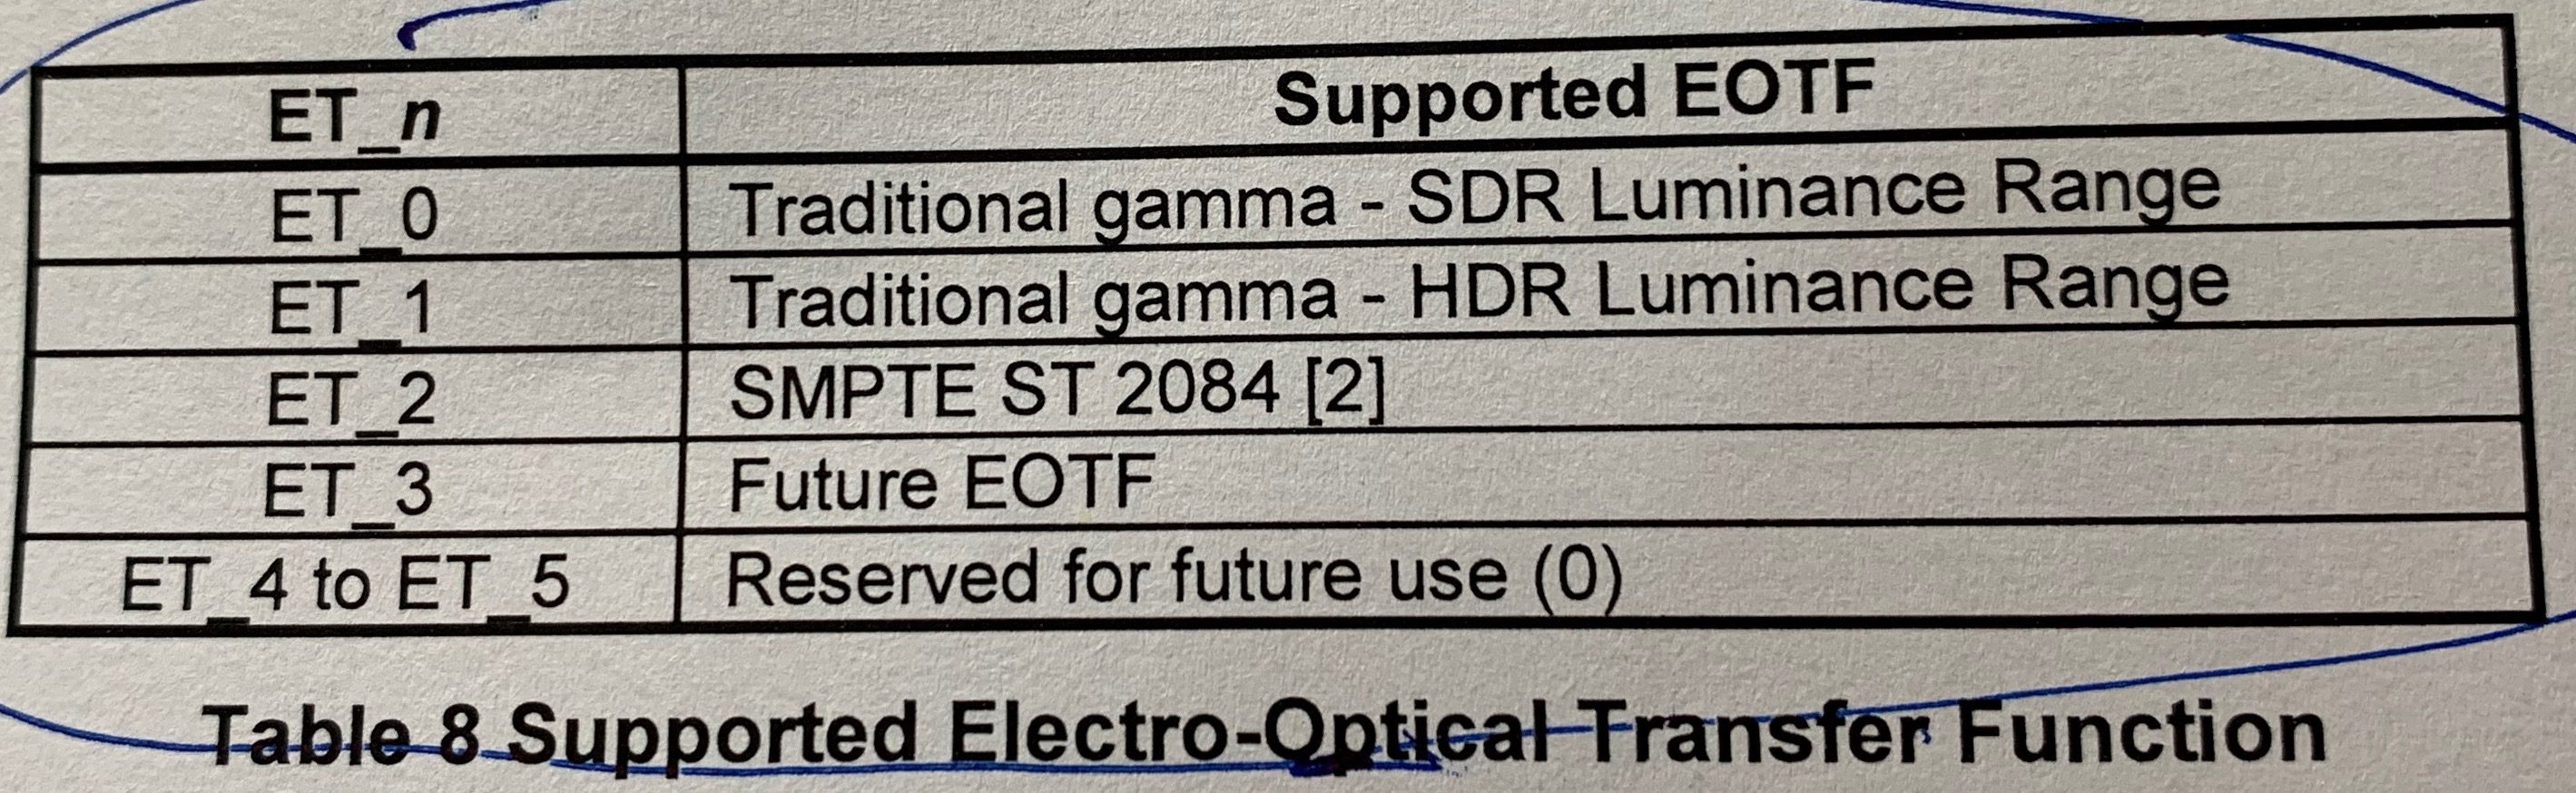 ET_n Supported EOTF
ET_0 Traditional gamma - SDR Luminance Range
ET_1 Traditional gamma - HDR Luminance Range
ET_2 SMPTE ST 2084 [2]
ET_3 Future EOTF
ET_4 to ET_5 Reserved for future use (0)
Table 8 Supported Electro-Optical Transfer Function